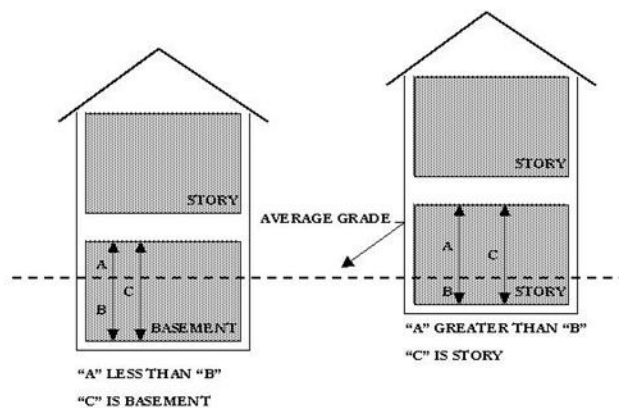 STORY
A
C
B
BASEMENT
"A" LESS THAN "B"
"C" IS BASEMENT
AVERAGE GRADE
STORY
A
C
B
STORY
"A" GREATER THAN "B"
"C" IS STORY